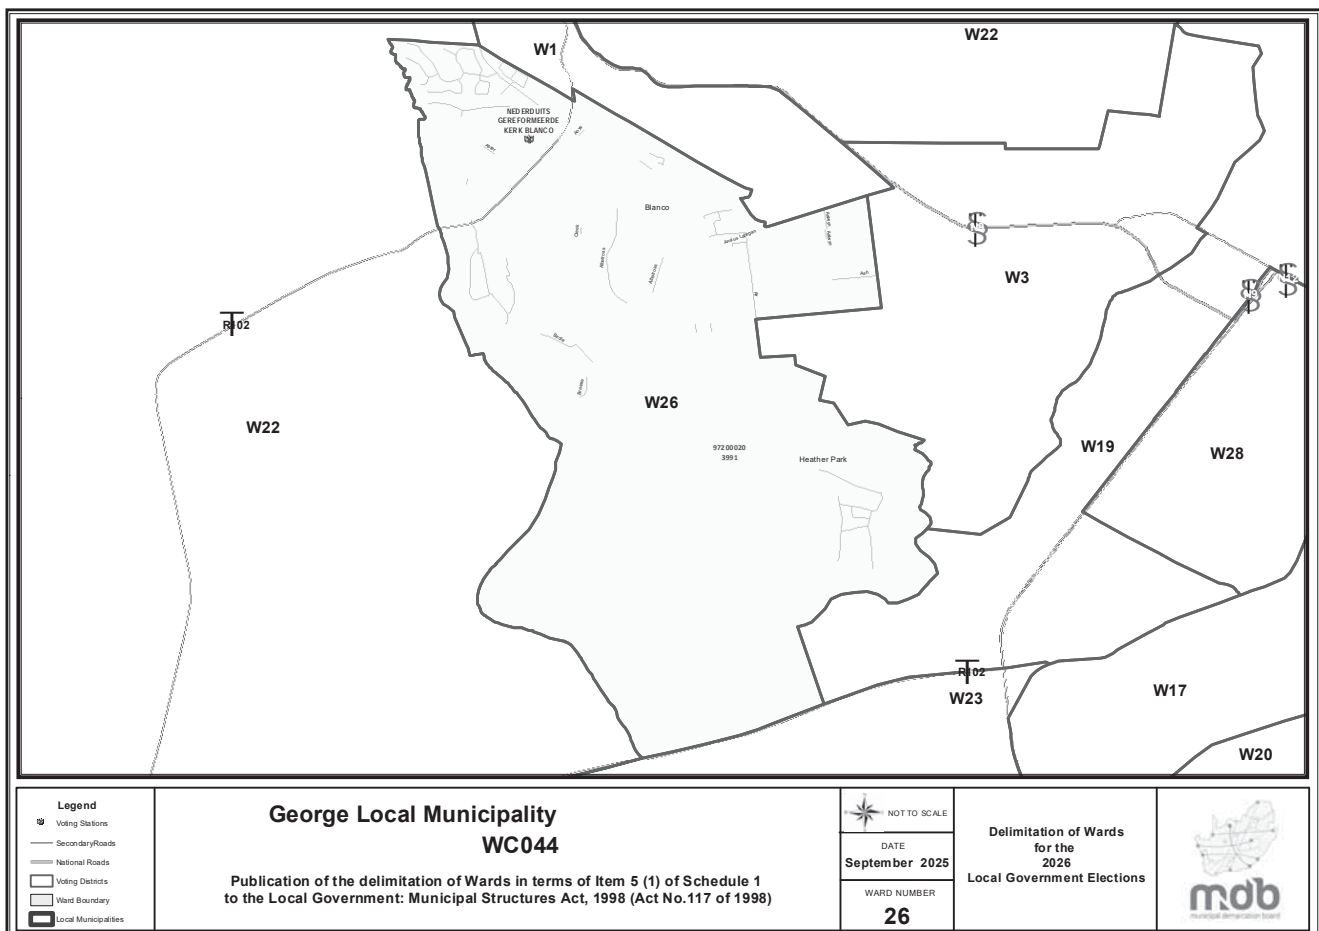 W1
W22
NEDERDUITS
GEREFORMEERDE
KERK BLANCO
Blanco
W3
R102
W26
W22
97200020
3991
Heather Park
Ash
W19
W28
R102
W23
W17
W20
Legend
Voting Stations
SecondaryRoads
National Roads
Voting Districts
Ward Boundary
Local Municipalities
George Local Municipality
WC044
Publication of the delimitation of Wards in terms of Item 5 (1) of Schedule 1
to the Local Government: Municipal Structures Act, 1998 (Act No.117 of 1998)
NOT TO SCALE
DATE
September 2025
WARD NUMBER
26
Delimitation of Wards
for the
2026
Local Government Elections
mdb
municipal demarcation board